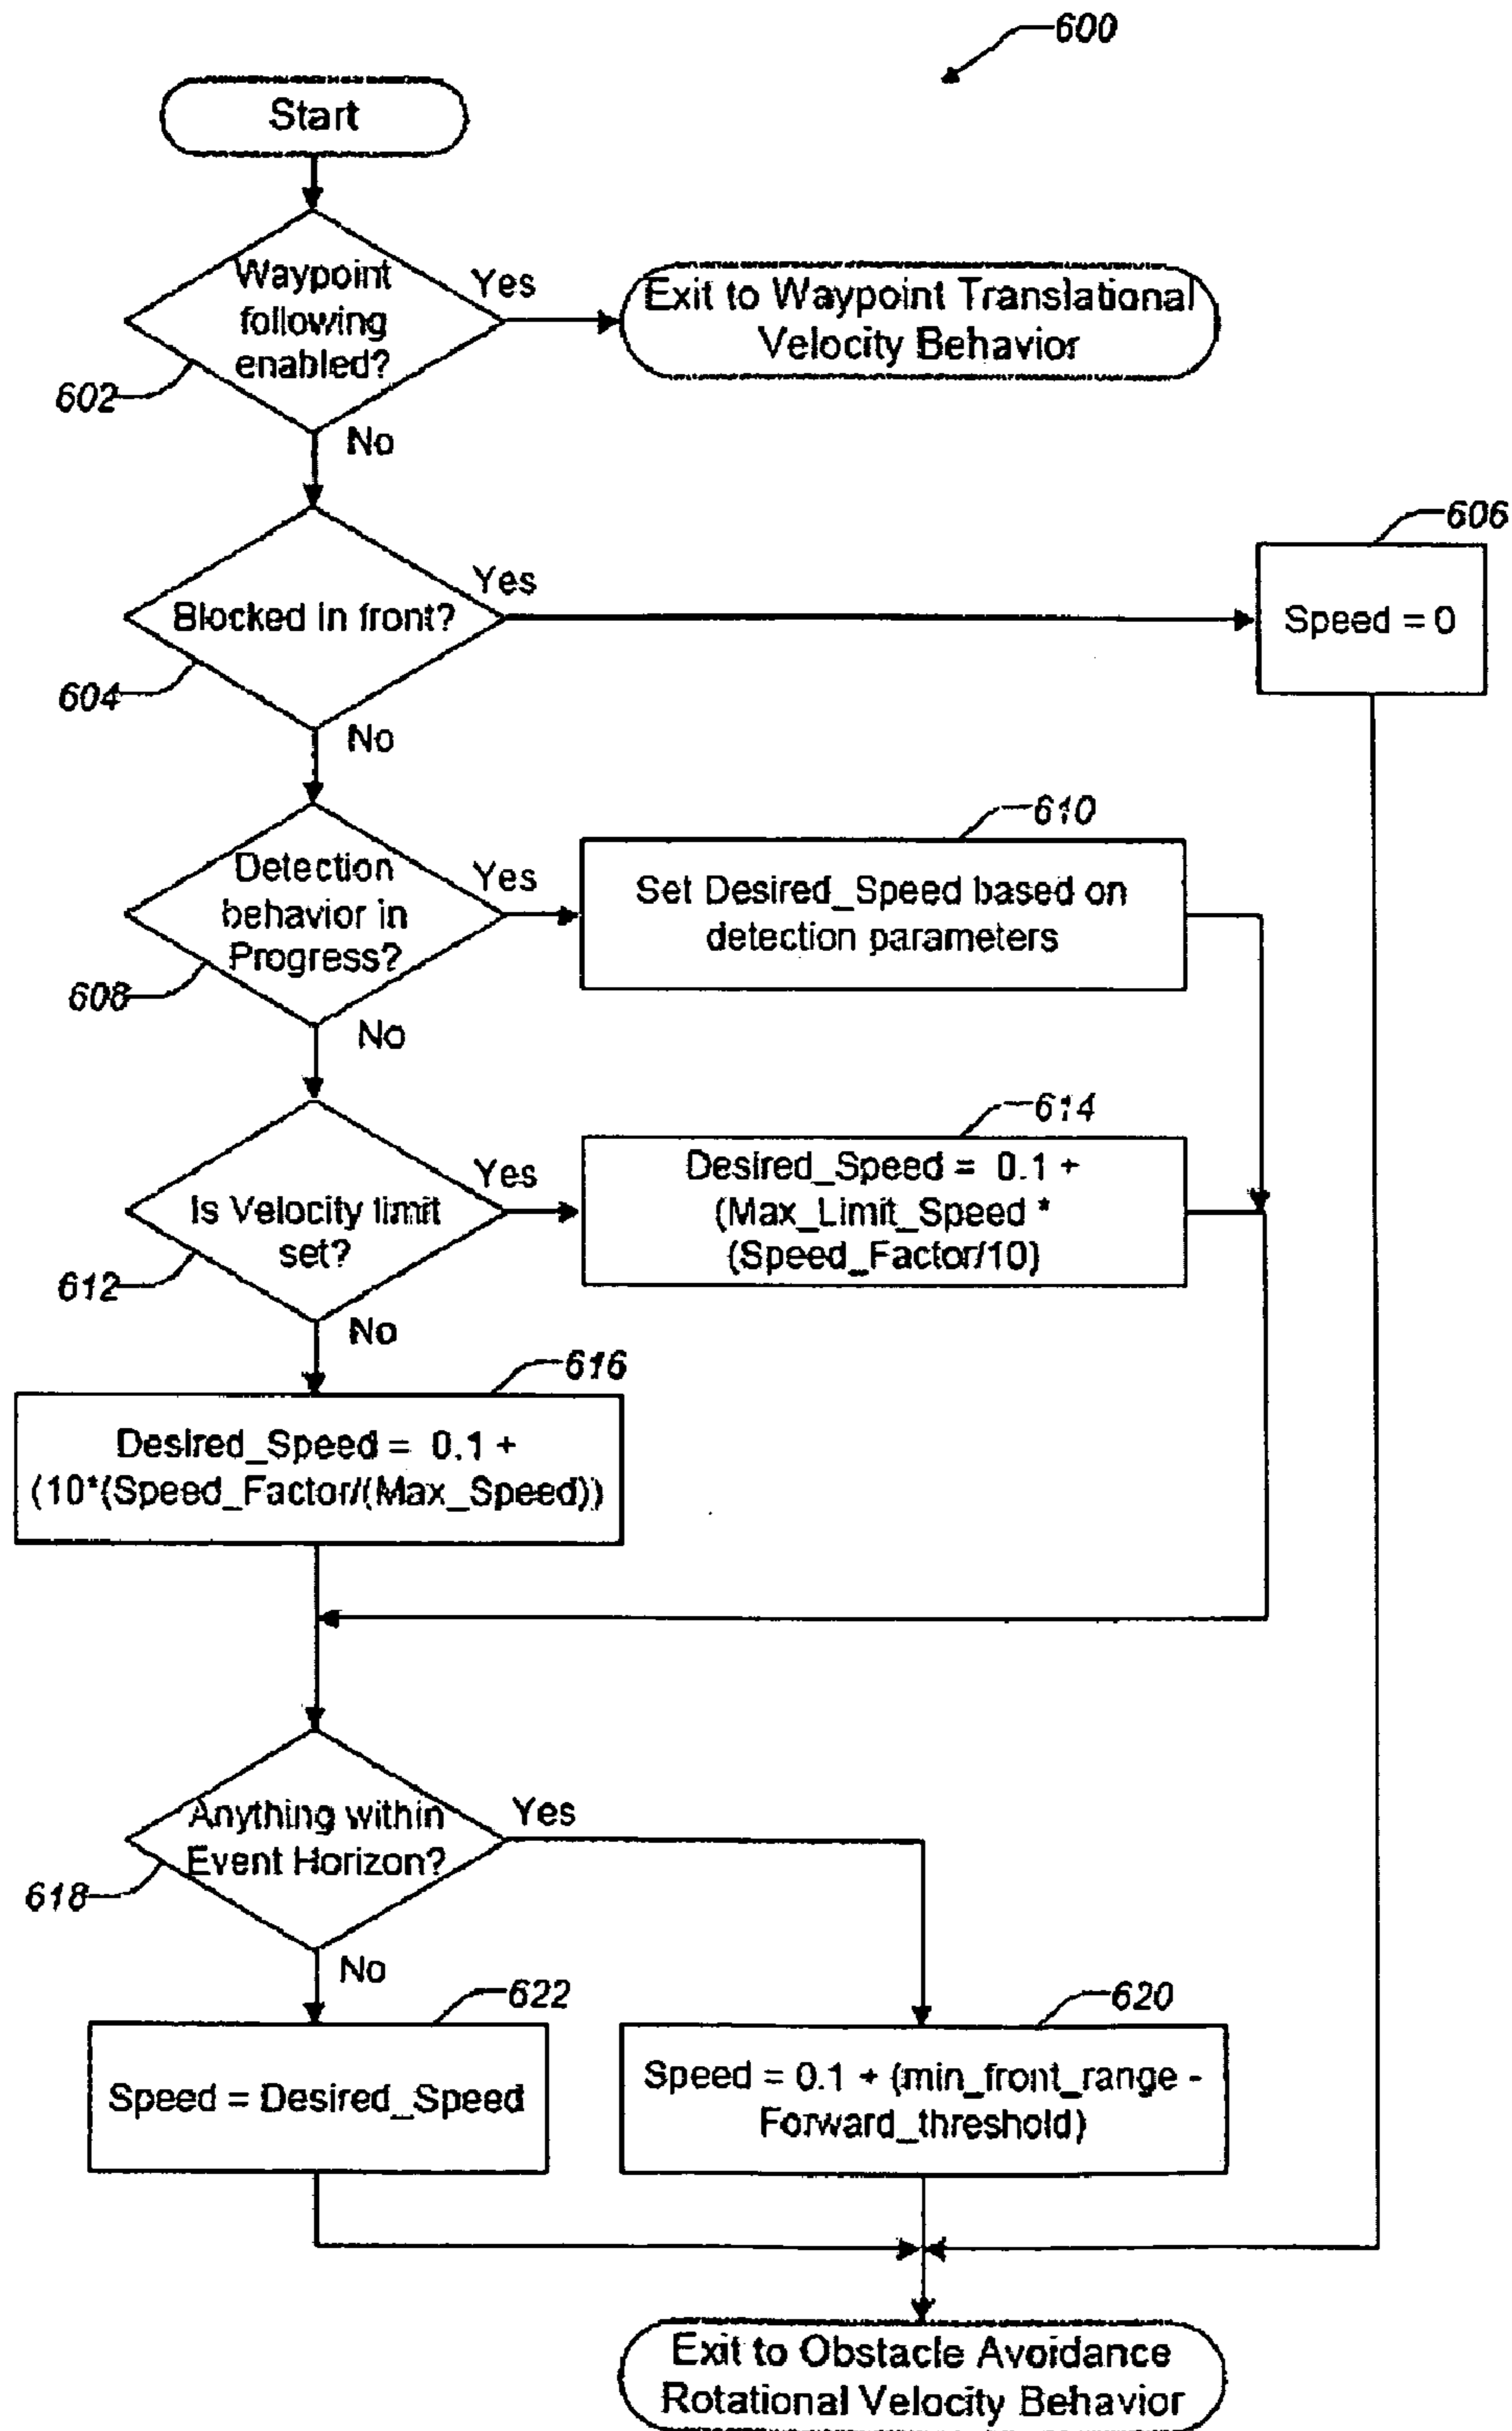 600
Start
Waypoint
following
enabled?
602
Yes
Exit to Waypoint Translational
Velocity Behavior
No
Blocked in front?
604
Yes
606
Speed = 0
No
Detection
behavior in
Progress?
608
Yes
610
Set Desired_Speed based on
detection parameters
No
Is Velocity limit
set?
612
Yes
614
Desired_Speed = 0.1 +
(Max_Limit_Speed *
(Speed_Factor/10)
No
616
Desired_Speed = 0.1 +
(10*(Speed_Factor/(Max_Speed))
Anything within
Event Horizon?
618
Yes
No
622
Speed = Desired_Speed
620
Speed = 0.1 + (min_front_range -
Forward_threshold)
Exit to Obstacle Avoidance
Rotational Velocity Behavior